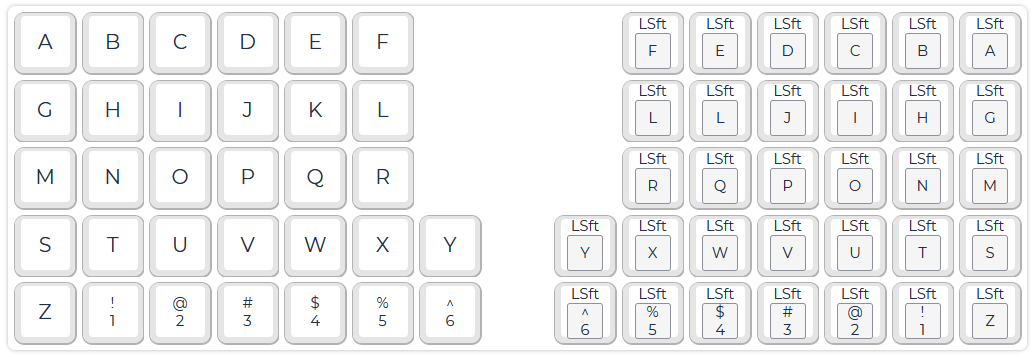 A B C D E F LSft LSft LSft LSft LSft LSft
F E D C B A
G H I J K L LSft LSft LSft LSft LSft LSft
L L J I H G
M N O P Q R LSft LSft LSft LSft LSft LSft
R Q P O N M
S T U V W X Y LSft LSft LSft LSft LSft LSft LSft
Y X W V U T S
Z ! @ # $ % ^ LSft LSft LSft LSft LSft LSft LSft
1 2 3 4 5 6 ^ % $ # @ ! Z
6 5 4 3 2 1